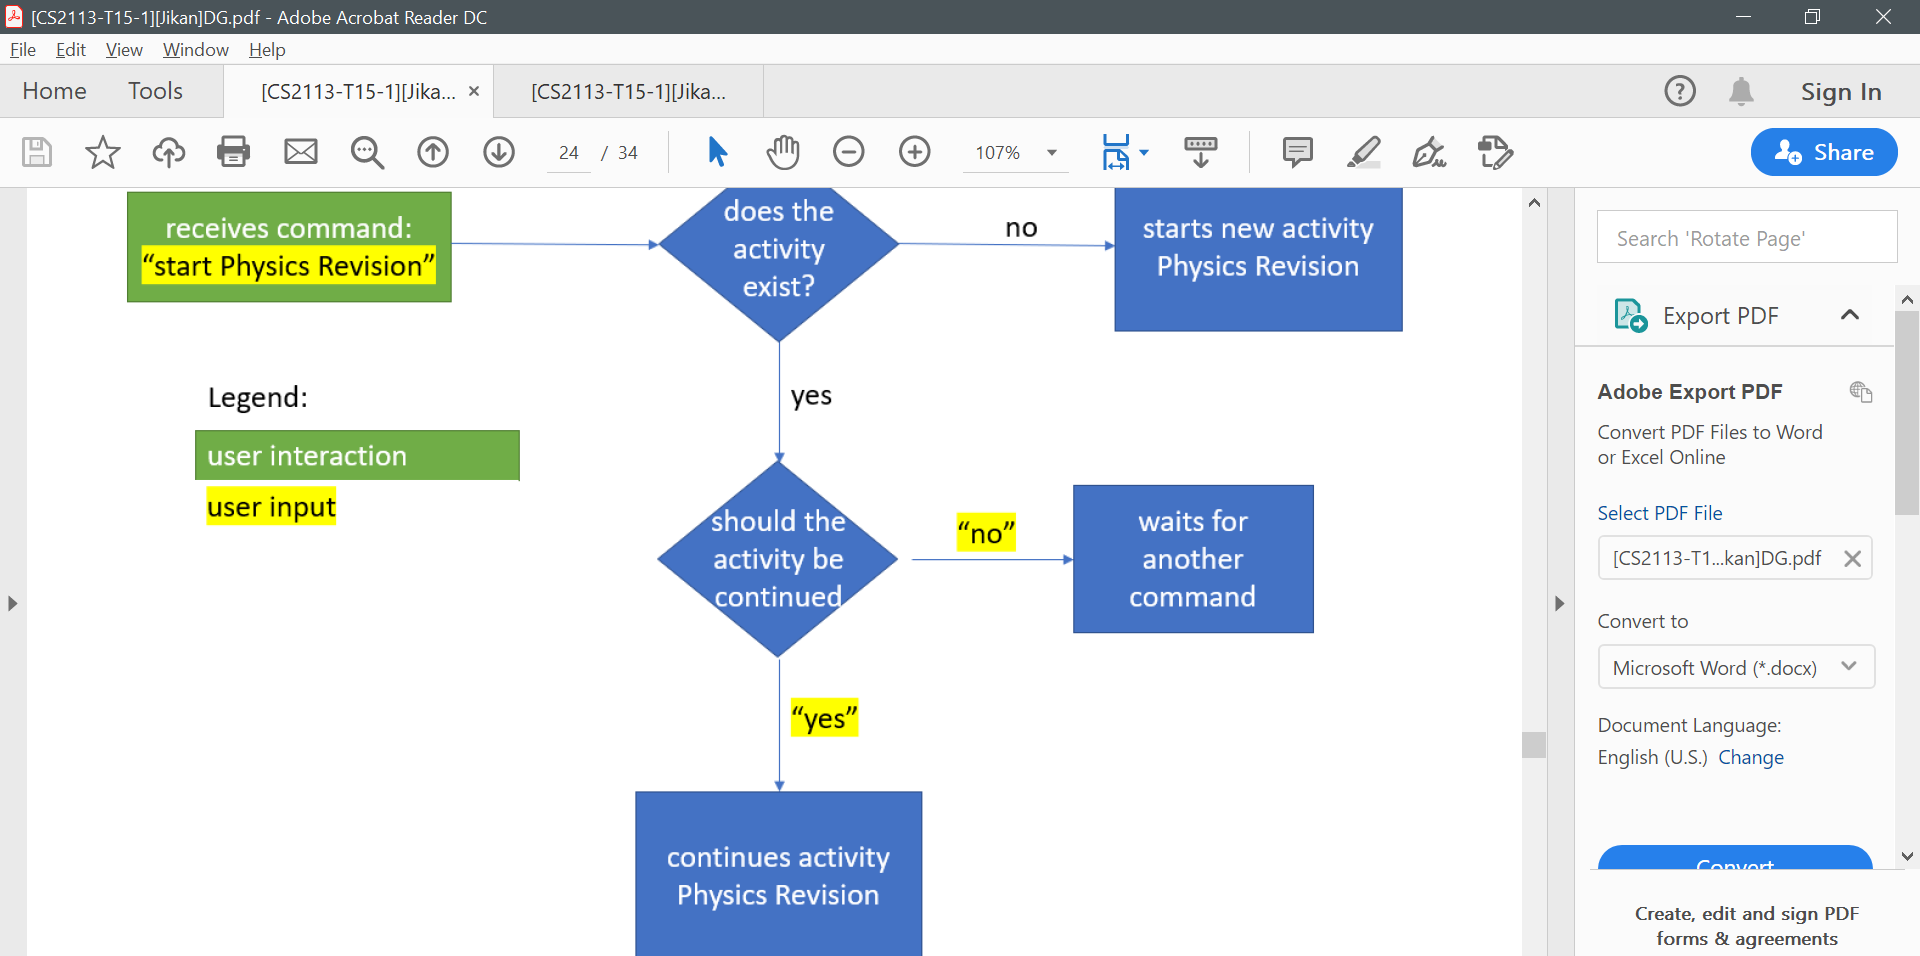 [CS2113-T15-1][Jikan]DG.pdf - Adobe Acrobat Reader DC
File Edit View Window Help
Home Tools [CS2113-T15-1][Jika... × [CS2113-T15-1][Jika... Sign In
24 / 34 107% Share
receives command:
“start Physics Revision”
does the
activity
exist?
no
starts new activity
Physics Revision
yes
Legend:
user interaction
user input
should the
activity be
continued
“no”
waits for
another
command
“yes”
continues activity
Physics Revision
Search 'Rotate Page'
Export PDF
Adobe Export PDF
Convert PDF Files to Word
or Excel Online
Select PDF File
[CS2113-T1...kan]DG.pdf
Convert to
Microsoft Word (*.docx)
Document Language:
English (U.S.) Change
Convert
Create, edit and sign PDF
forms & agreements